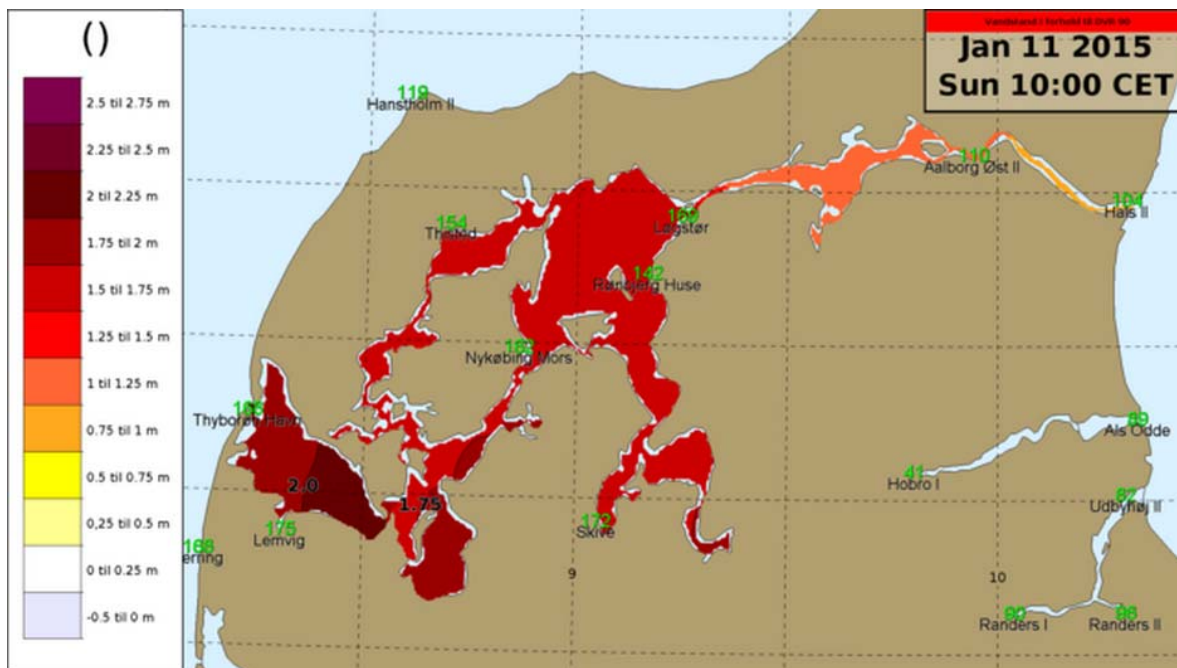 ()
Vandstand i forhold til DVR 90
Jan 11 2015
Sun 10:00 CET
2.5 til 2.75 m
2.25 til 2.5 m
2 til 2.25 m
1.75 til 2 m
1.5 til 1.75 m
1.25 til 1.5 m
1 til 1.25 m
0.75 til 1 m
0.5 til 0.75 m
0.25 til 0.5 m
0 til 0.25 m
-0.5 til 0 m
119
Hanstholm II
110
Aalborg Øst II
104
Hals II
154
Thisted
Løgstør
142
Rønbjerg Huse
Nykøbing Mors
Thyborøn Havn
89
Als Odde
41
Hobro I
2.0
1.75
175
Lemvig
172
Skive
Udbyhøj II
erring
9
10
Randers I
Randers II